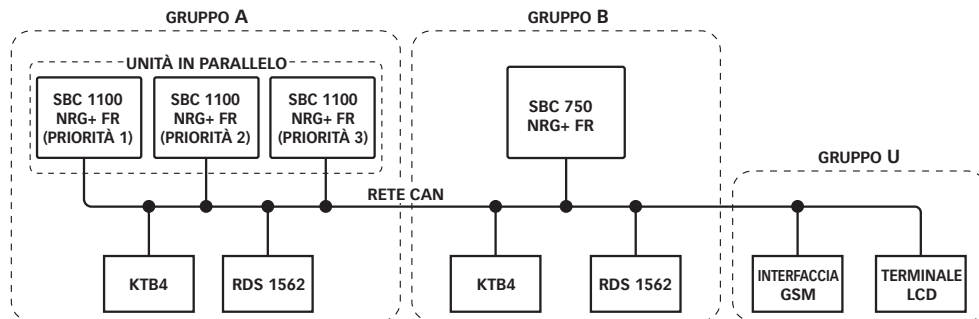 GRUPPO A
UNITÀ IN PARALLELO
SBC 1100
NRG+ FR
(PRIORITÀ 1)
SBC 1100
NRG+ FR
(PRIORITÀ 2)
SBC 1100
NRG+ FR
(PRIORITÀ 3)
KTB4
RDS 1562
RETE CAN
GRUPPO B
SBC 750
NRG+ FR
KTB4
RDS 1562
GRUPPO U
INTERFACCIA
GSM
TERMINALE
LCD